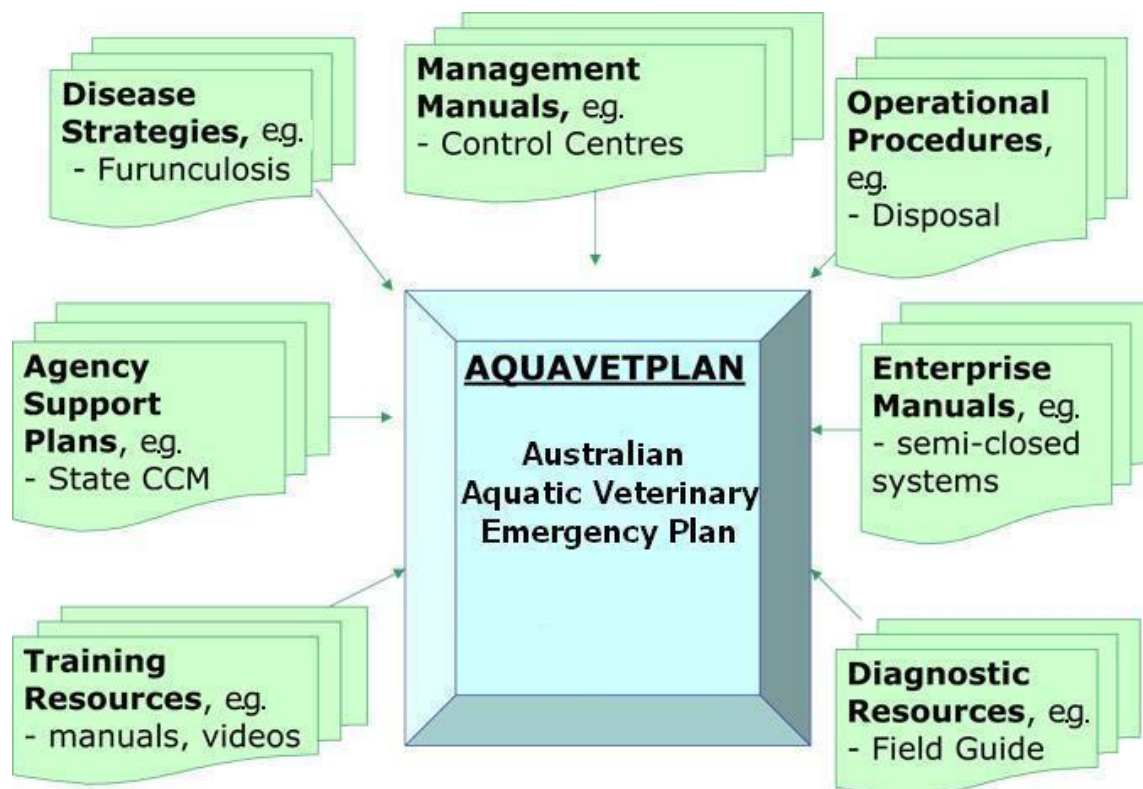 Disease
Strategies, e.g.
- Furunculosis
Management
Manuals, e.g.
- Control Centres
Operational
Procedures,
e.g.
- Disposal
Agency
Support
Plans, e.g.
- State CCM
AQUAVETPLAN
Australian
Aquatic Veterinary
Emergency Plan
Enterprise
Manuals, e.g.
- semi-closed
systems
Training
Resources, e.g.
- manuals, videos
Diagnostic
Resources, e.g.
- Field Guide